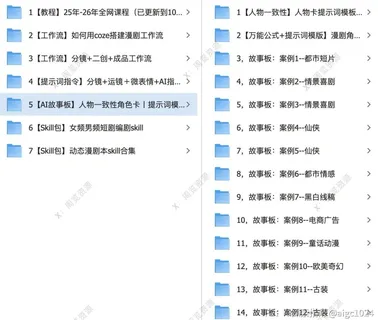 1【教程】25年-26年全网课程（已更新到10...
2【工作流】如何用coze搭建漫剧工作流
3【工作流】分镜+二创+成品工作流
4【提示词指令】分镜+运镜+微表情+AI指...
5【AI故事板】人物一致性角色卡丨提示词模...
6【Skill包】女频男频短剧编剧skill
7【Skill包】动态漫剧本skill合集
1【人物一致性】人物卡提示词模板...
2【万能公式+提示词模版】漫剧角...
3，故事板：案例1--都市短片
4，故事板：案例2--情景喜剧
5，故事板：案例3--情景喜剧
6，故事板：案例4--仙侠
7，故事板：案例5--仙侠
8，故事板：案例6--都市情感
9，故事板：案例7--黑白线稿
10，故事板：案例8--电商广告
11，故事板：案例9--童话动漫
12，故事板：案例10--欧美奇幻
13，故事板：案例11--古装
14，故事板：案例12--古装
@aigc1024